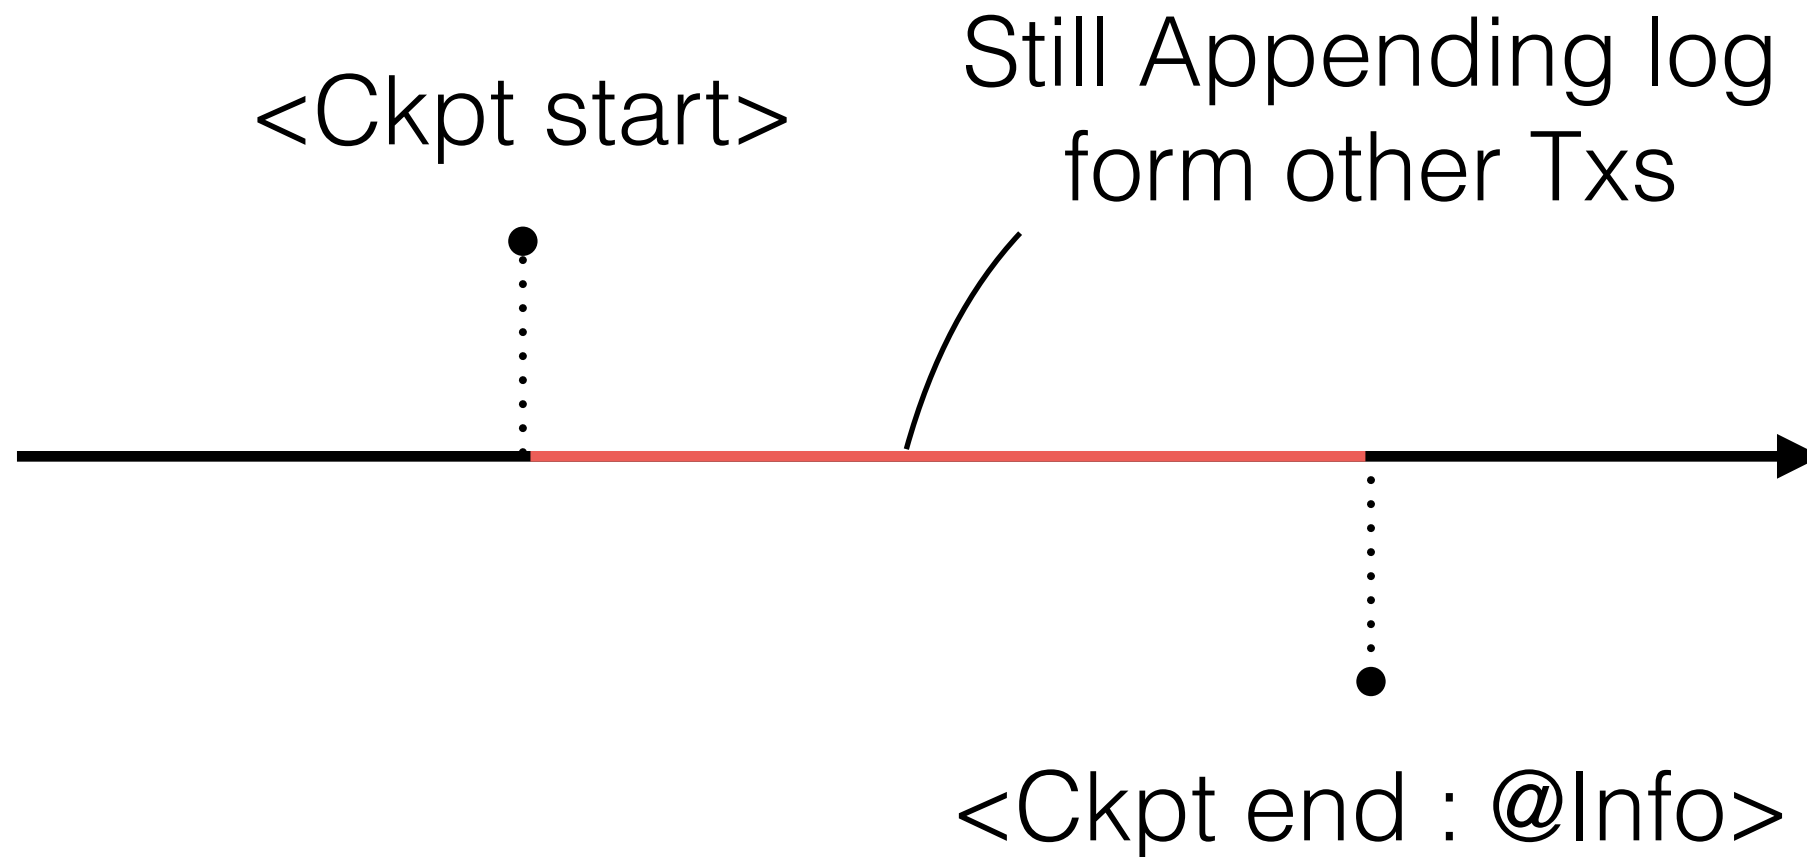 <Ckpt start>
Still Appending log
form other Txs
<Ckpt end : @Info>